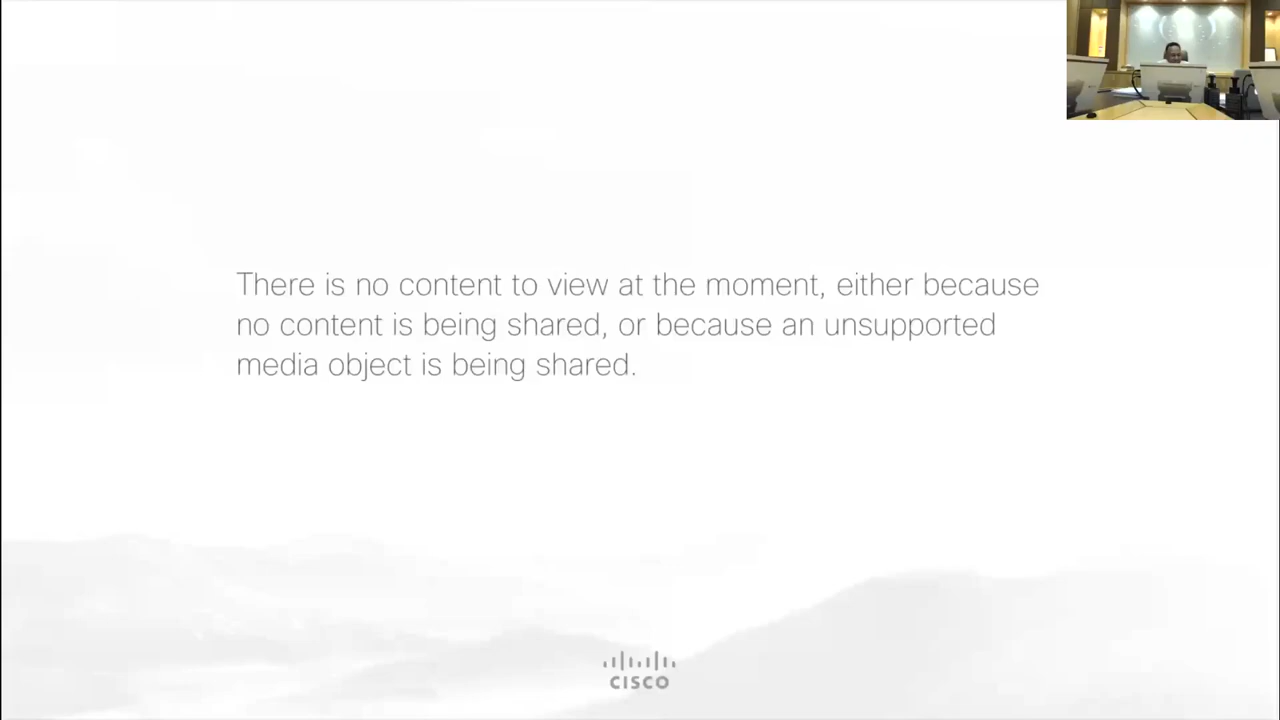 There is no content to view at the moment, either because
no content is being shared, or because an unsupported
media object is being shared.
CISCO